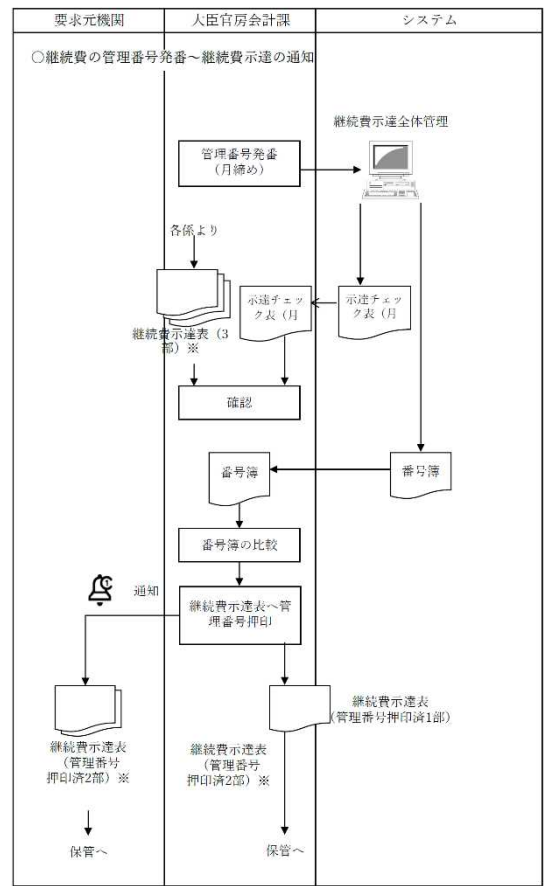 要求元機関
大臣官房会計課
システム
○継続費の管理番号発番～継続費示達の通知
継続費示達全体管理
管理番号発番
（月締め）
各係より
示達チェッ
ク表（月
示達チェッ
ク表（月
継続費示達表（3
部）※
確認
番号簿
番号簿
番号簿の比較
通知
継続費示達表へ管
理番号押印
継続費示達表
（管理番号押印済1部）
継続費示達表
（管理番号
押印済2部）※
継続費示達表
（管理番号
押印済2部）※
保管へ
保管へ